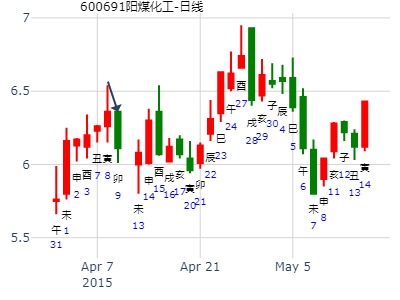 600691阳煤化工-日线
7
6.5
6
5.5
午
31
未
1
申
2
酉
3
丑
7
寅
8
卯
9
未
13
申
14
酉
15
戌
16
亥
17
寅
20
卯
21
辰
22
巳
23
午
24
酉
27
戌
28
亥
29
子
30
辰
4
巳
5
午
6
未
7
申
8
亥
11
子
12
丑
13
寅
14
Apr 7
2015
Apr 21
May 5